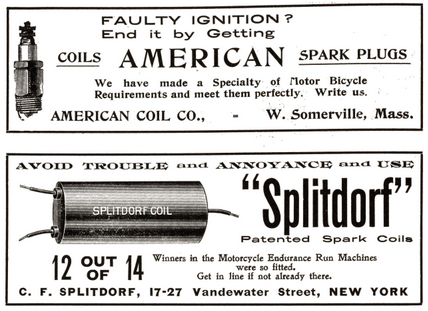 FAULTY IGNITION?
End it by Getting
COILS AMERICAN SPARK PLUGS
We have made a Specialty of Motor Bicycle
Requirements and meet them perfectly. Write us.
AMERICAN COIL CO., - W. Somerville, Mass.
AVOID TROUBLE and ANNOYANCE and USE
SPLITDORF COIL
"Splitdorf"
Patented Spark Coils
12 OUT OF 14
Winners in the Motorcycle Endurance Run Machines
were so fitted.
Get in line if not already there.
C. F. SPLITDORF, 17-27 Vandewater Street, NEW YORK